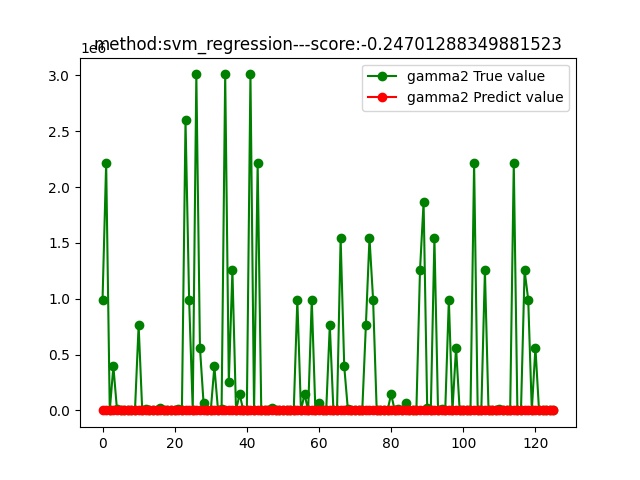 method:svm_regression---score:-0.24701288349881523
1e6
gamma2 True value
gamma2 Predict value
3.0
2.5
2.0
1.5
1.0
0.5
0.0
0 20 40 60 80 100 120